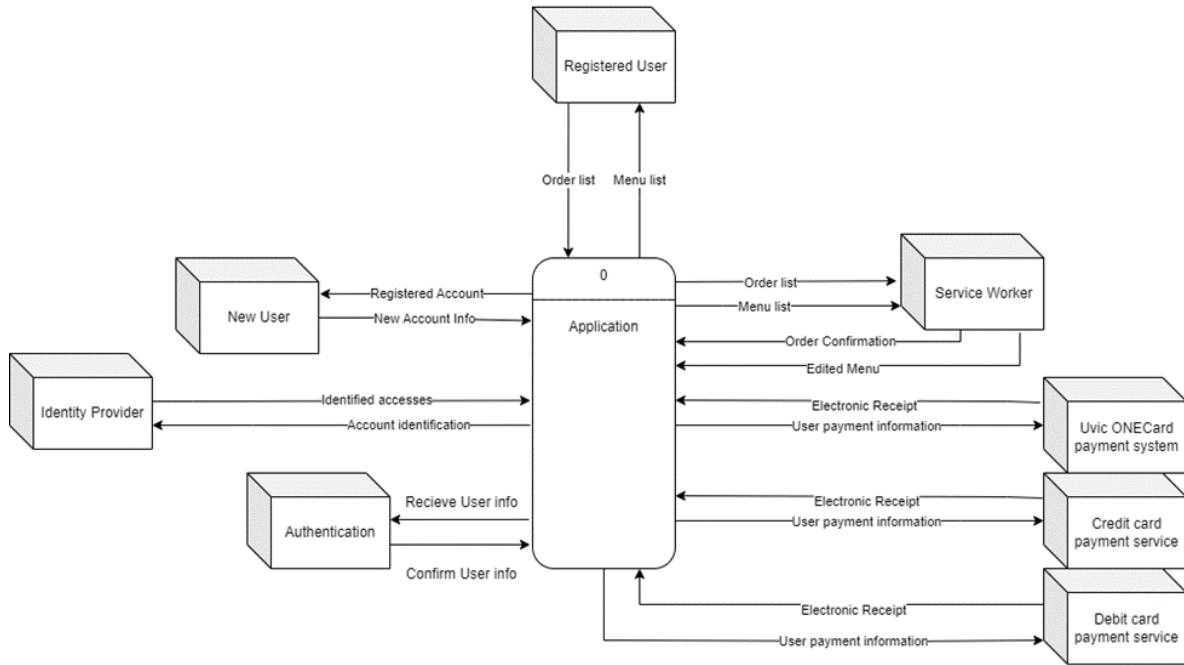 Registered User
Order list
Menu list
0
Application
Registered Account
New Account Info
New User
Order list
Menu list
Service Worker
Order Confirmation
Edited Menu
Identity Provider
Identified accesses
Account identification
Electronic Receipt
User payment information
Uvic ONECard
payment system
Authentication
Recieve User info
Confirm User info
Electronic Receipt
User payment information
Credit card
payment service
Electronic Receipt
User payment information
Debit card
payment service